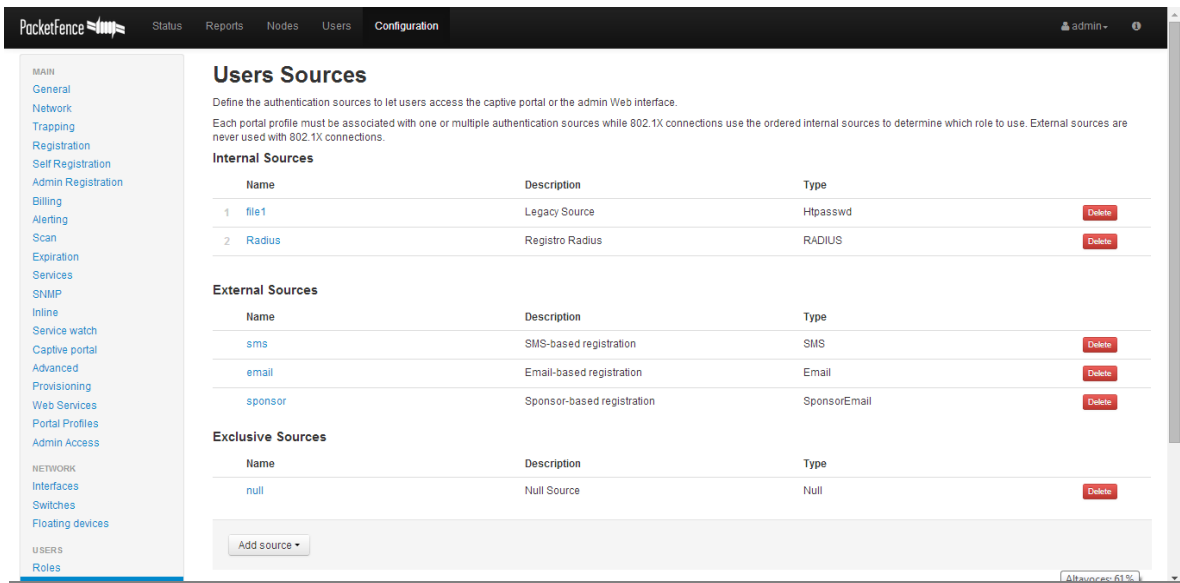 PacketFence
Status Reports Nodes Users Configuration admin
MAIN
General
Network
Trapping
Registration
Self Registration
Admin Registration
Billing
Alerting
Scan
Expiration
Services
SNMP
Inline
Service watch
Captive portal
Advanced
Provisioning
Web Services
Portal Profiles
Admin Access
NETWORK
Interfaces
Switches
Floating devices
USERS
Roles
Users Sources
Define the authentication sources to let users access the captive portal or the admin Web interface.
Each portal profile must be associated with one or multiple authentication sources while 802.1X connections use the ordered internal sources to determine which role to use. External sources are
never used with 802.1X connections.
Internal Sources
Name Description Type
1 file1 Legacy Source Htpasswd Delete
2 Radius Registro Radius RADIUS Delete
External Sources
Name Description Type
sms SMS-based registration SMS Delete
email Email-based registration Email Delete
sponsor Sponsor-based registration SponsorEmail Delete
Exclusive Sources
Name Description Type
null Null Source Null Delete
Add source
Altavoces: 61%